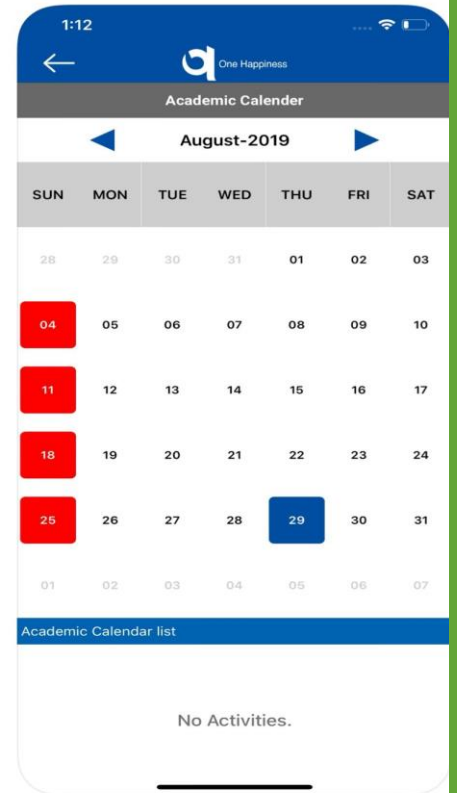 1:12
One Happiness
Academic Calender
August-2019
SUN MON TUE WED THU FRI SAT
28 29 30 31 01 02 03
04 05 06 07 08 09 10
11 12 13 14 15 16 17
18 19 20 21 22 23 24
25 26 27 28 29 30 31
01 02 03 04 05 06 07
Academic Calendar list
No Activities.